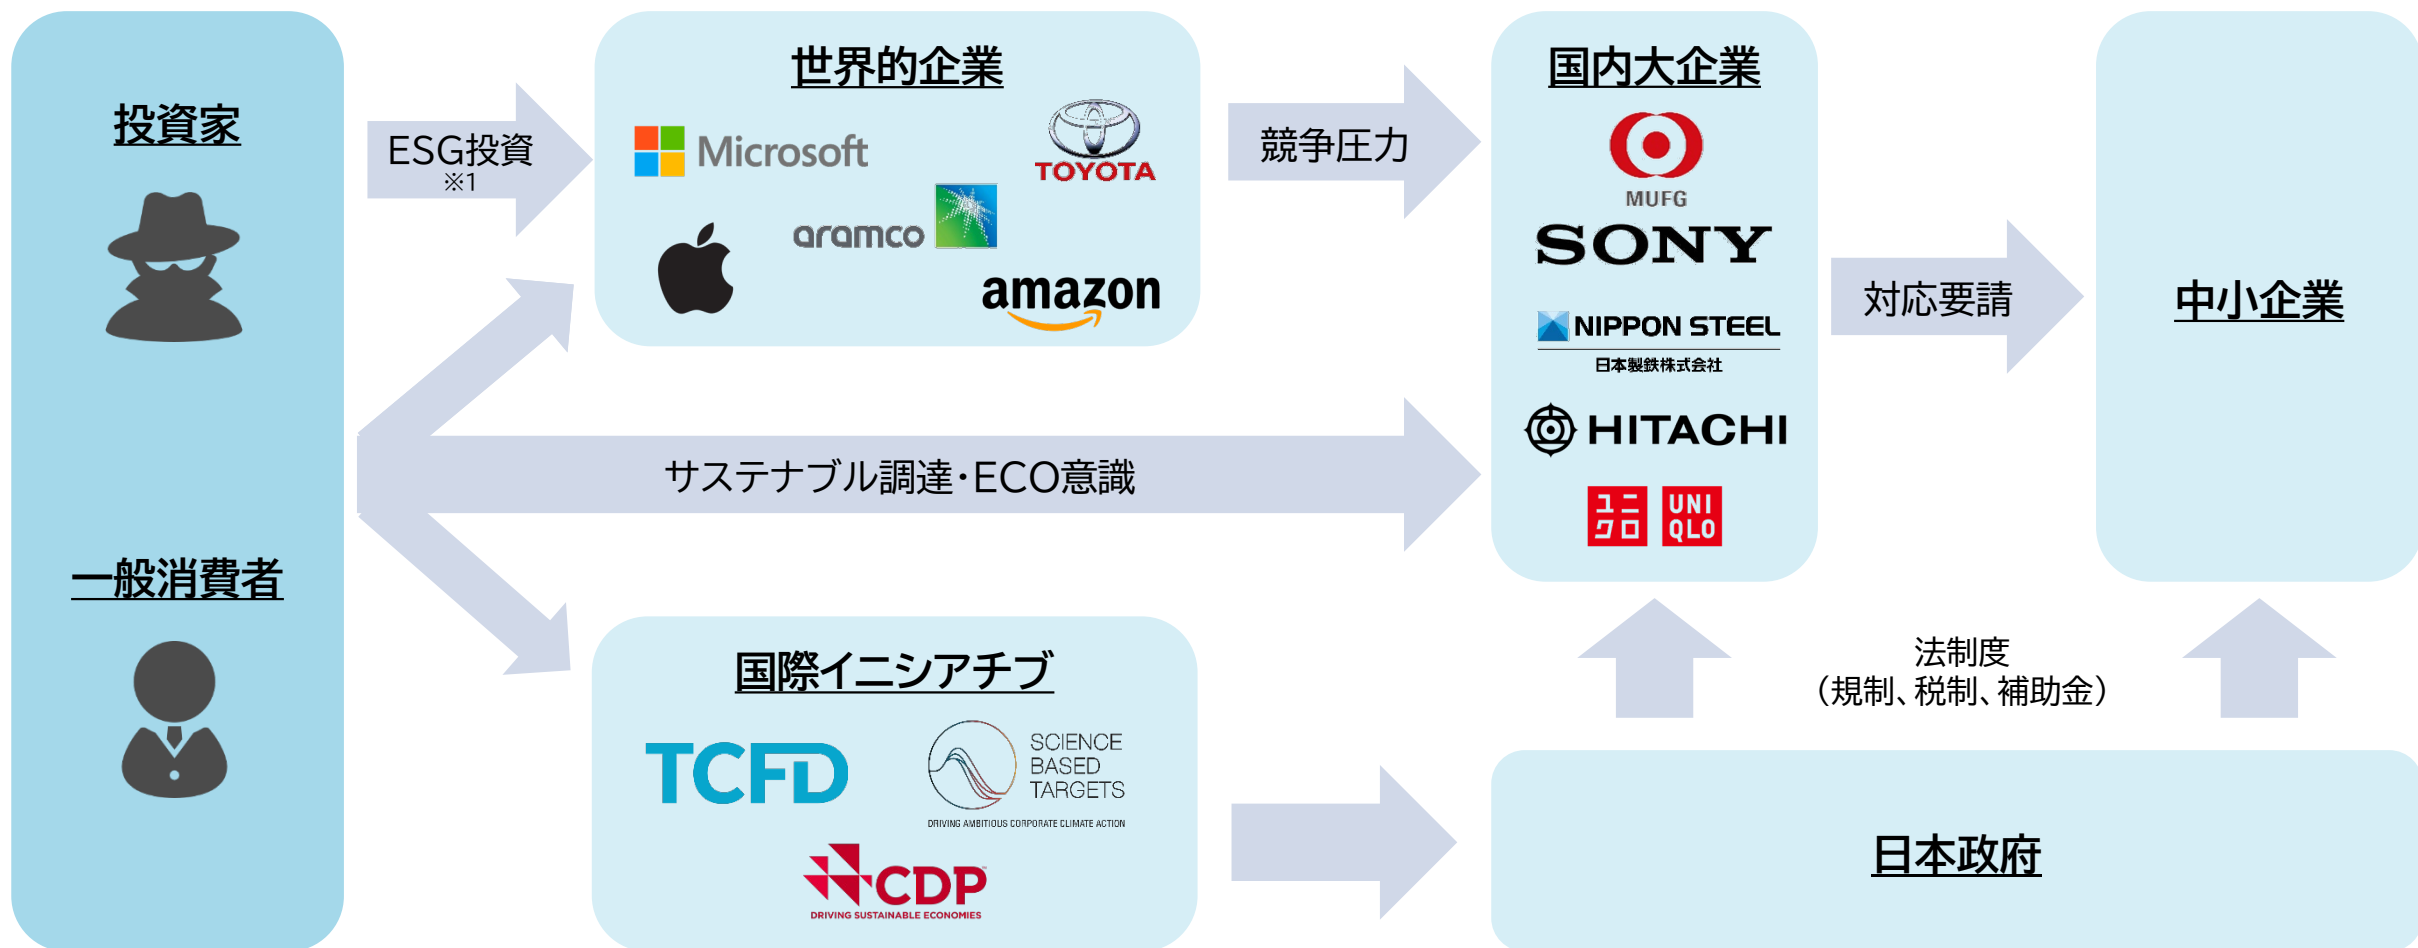 投資家
一般消費者
ESG投資
※1
世界的企業
Microsoft
TOYOTA
aramco
amazon
競争圧力
国内大企業
MUFG
SONY
NIPPON STEEL
日本製鉄株式会社
HITACHI
ユニ
クロ
UNI
QLO
対応要請
中小企業
サステナブル調達・ECO意識
国際イニシアチブ
TCFD
SCIENCE
BASED
TARGETS
DRIVING AMBITIOUS CORPORATE CLIMATE ACTION
CDP
DRIVING SUSTAINABLE ECONOMIES
法制度
（規制、税制、補助金）
日本政府